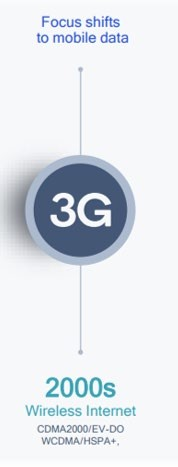 Focus shifts
to mobile data
3G
2000s
Wireless Internet
CDMA2000/EV-DO
WCDMA/HSPA+,